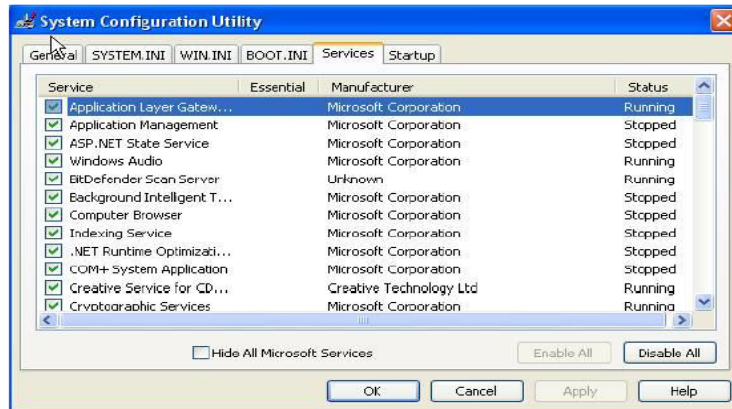 System Configuration Utility
General SYSTEM.INI WIN.INI BOOT.INI Services Startup
Service Essential Manufacturer Status
Application Layer Gatew... Microsoft Corporation Running
Application Management Microsoft Corporation Stopped
ASP.NET State Service Microsoft Corporation Stopped
Windows Audio Microsoft Corporation Running
BitDefender Scan Server Unknown Running
Background Intelligent T... Microsoft Corporation Stopped
Computer Browser Microsoft Corporation Stopped
Indexing Service Microsoft Corporation Stopped
.NET Runtime Optimizati... Microsoft Corporation Stopped
COM+ System Application Microsoft Corporation Stopped
Creative Service for CD... Creative Technology Ltd Running
Cryptographic Services Microsoft Corporation Running
Hide All Microsoft Services Enable All Disable All
OK Cancel Apply Help